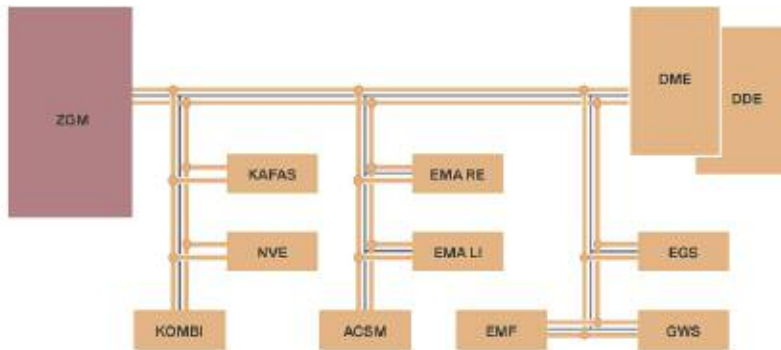 ZGM
DME
DDE
KAFAS
EMA RE
NVE
EMA LI
EGS
KOMBI
ACSM
EMF
GWS